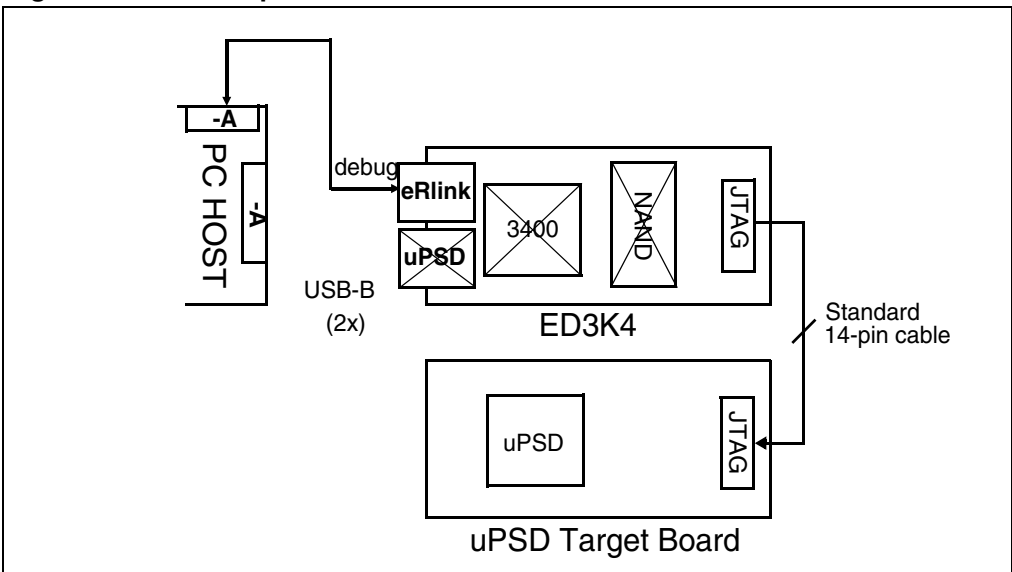 -A
PC HOST
-A
debug
eRlink
uPSD
USB-B
(2x)
3400
NAND
JTAG
ED3K4
Standard
14-pin cable
uPSD
JTAG
uPSD Target Board